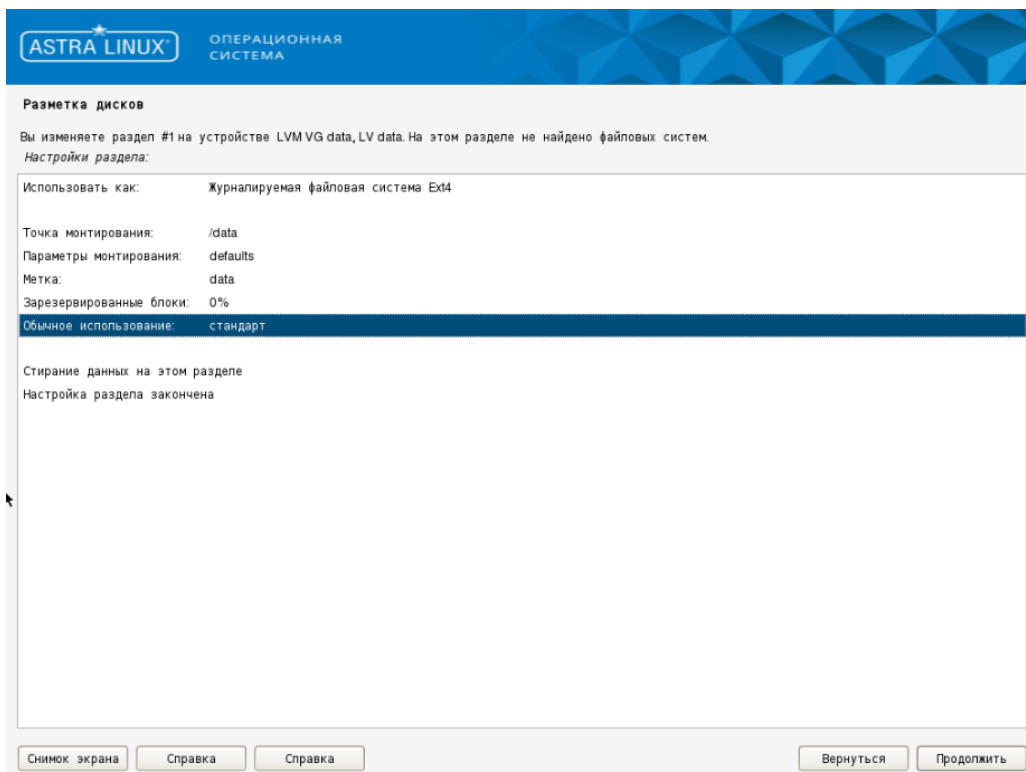 ASTRA LINUX®
ОПЕРАЦИОННАЯ
СИСТЕМА
Разметка дисков
Вы изменяете раздел #1 на устройстве LVM VG data, LV data. На этом разделе не найдено файловых систем.
Настройки раздела:
Использовать как: Журналируемая файловая система Ext4
Точка монтирования: /data
Параметры монтирования: defaults
Метка: data
Зарезервированные блоки: 0%
Обычное использование: стандарт
Стирание данных на этом разделе
Настройка раздела закончена
Снимок экрана Справка Справка Вернуться Продолжить